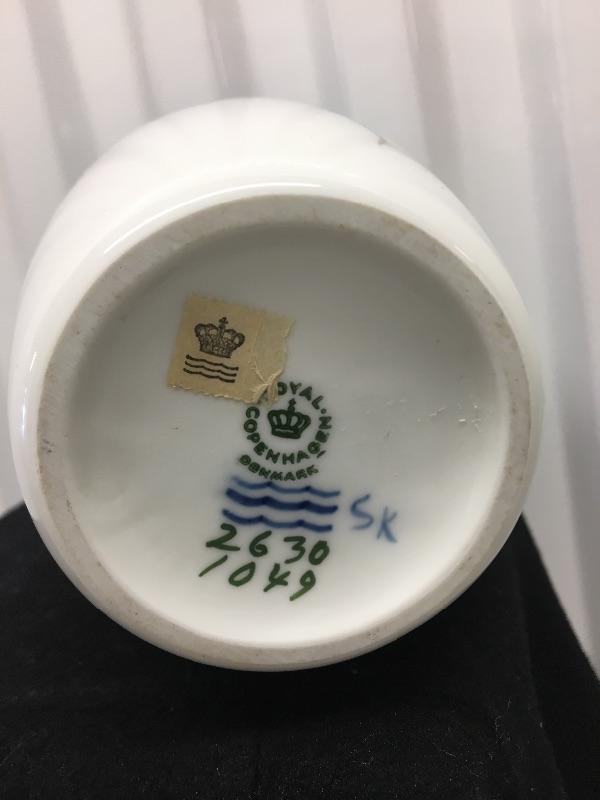 ROYAL
COPENHAGEN
DENMARK
SK
2630
1049